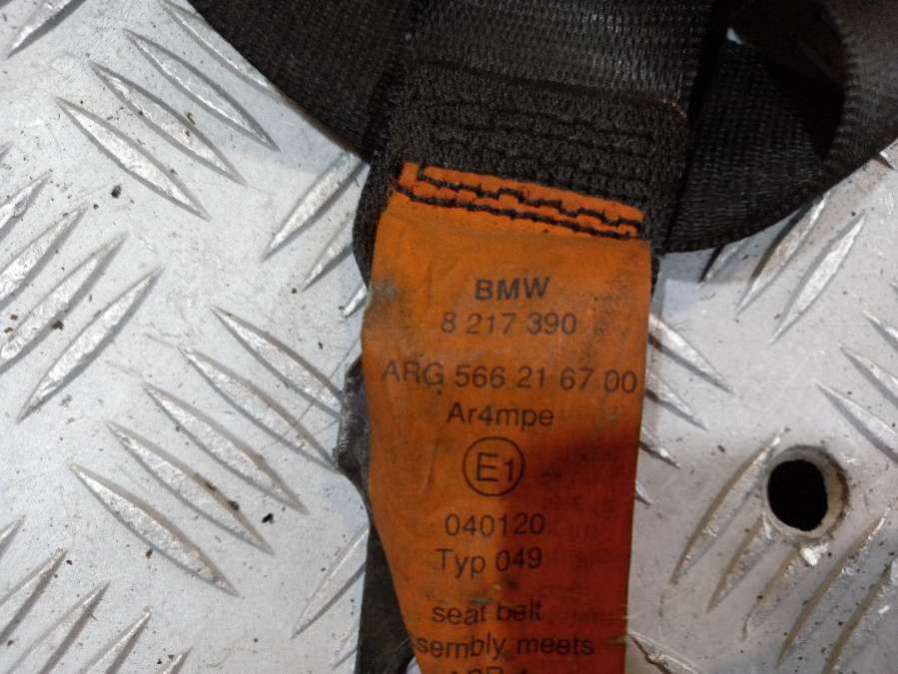 BMW
8 217 390
ARG 566 21 67 00
Ar4mpe
E1
040120
Typ 049
seat belt
sembly meets